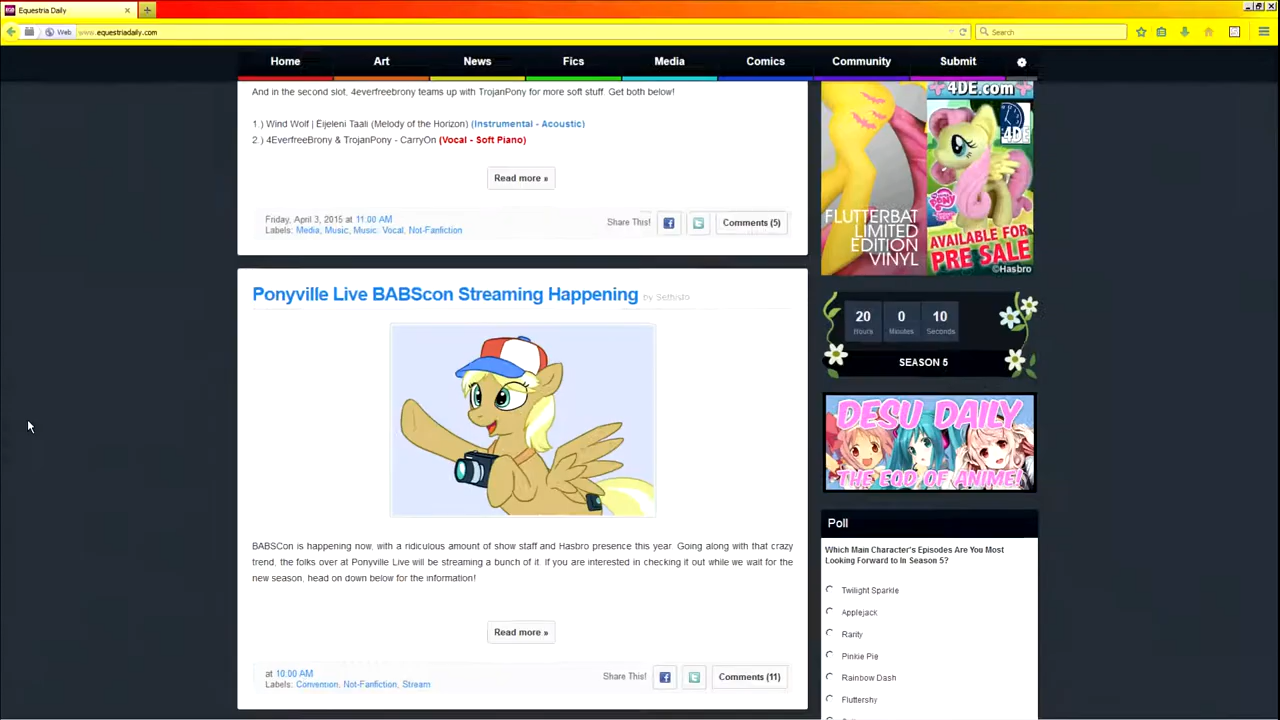 Equestria Daily
Web
www.equestriadaily.com
Search
Home
Art
News
Fics
Media
Comics
Community
Submit
And in the second slot, 4everfreebrony teams up with TrojanPony for more soft stuff. Get both below!
1.) Wind Wolf | Eijeleni Taali (Melody of the Horizon) (Instrumental - Acoustic)
2.) 4EverfreeBrony & TrojanPony - CarryOn (Vocal - Soft Piano)
Read more »
Friday, April 3, 2015 at 11:00 AM
Labels: Media, Music, Music: Vocal, Not-Fanfiction
Share This!
Comments (5)
Ponyville Live BABScon Streaming Happening by Sethisto
BABSCon is happening now, with a ridiculous amount of show staff and Hasbro presence this year. Going along with that crazy
trend, the folks over at Ponyville Live will be streaming a bunch of it. If you are interested in checking it out while we wait for the
new season, head on down below for the information!
Read more »
at 10:00 AM
Labels: Convention, Not-Fanfiction, Stream
Share This!
Comments (11)
4DE.com
4DE
FLUTTERBAT
LIMITED
EDITION
VINYL
AVAILABLE FOR
PRE SALE
©Hasbro
20
Hours
0
Minutes
10
Seconds
SEASON 5
DESU DAILY
THE EQD OF ANIME!
Poll
Which Main Character's Episodes Are You Most
Looking Forward to In Season 5?
Twilight Sparkle
Applejack
Rarity
Pinkie Pie
Rainbow Dash
Fluttershy